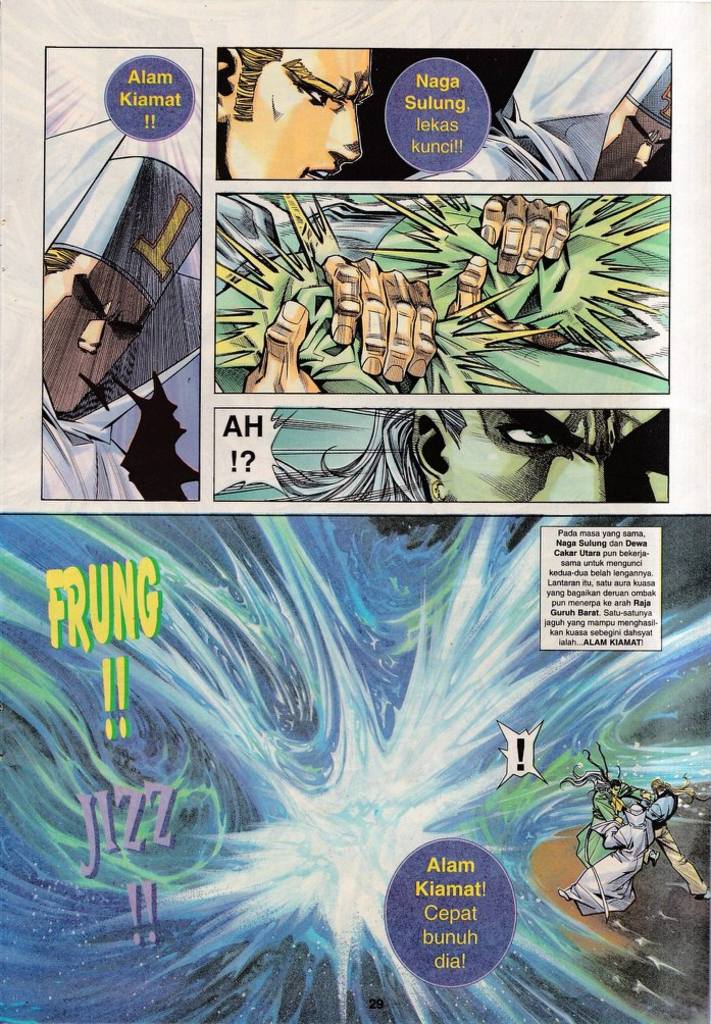 Alam
Kiamat
!!
Naga
Sulung,
lekas
kunci!!
AH
!?
Pada masa yang sama,
Naga Sulung dan Dewa
Cakar Utara pun bekerja-
sama untuk mengunci
kedua-dua belah lengannya.
Lantaran itu, satu aura kuasa
yang bagaikan deruan ombak
pun menerpa ke arah Raja
Guruh Barat. Satu-satunya
jaguh yang mampu menghasil-
kan kuasa sebegini dahsyat
ialah...ALAM KIAMAT!
FRUNG
!!
!
JIZZ
!!
Alam
Kiamat!
Cepat
bunuh
dia!
29